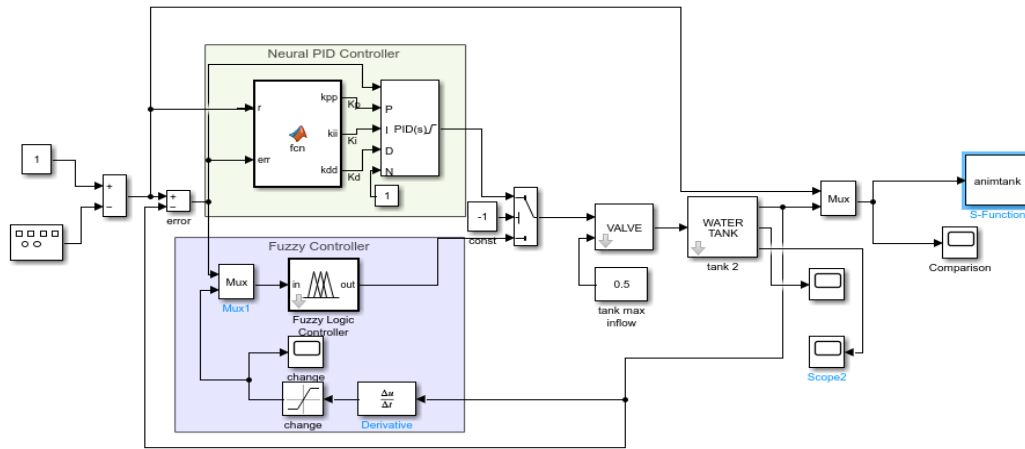 Neural PID Controller
r
err
fcn
kpp
kii
kdd
Kp
Ki
Kd
P
I
D
N
PID(s)
1
1
+
−
+
−
error
-1
const
VALVE
0.5
tank max
inflow
WATER
TANK
tank 2
Mux
animtank
S-Function
Comparison
Scope2
Fuzzy Controller
Mux
Mux1
in
out
Fuzzy Logic
Controller
change
change
Δu
Δt
Derivative